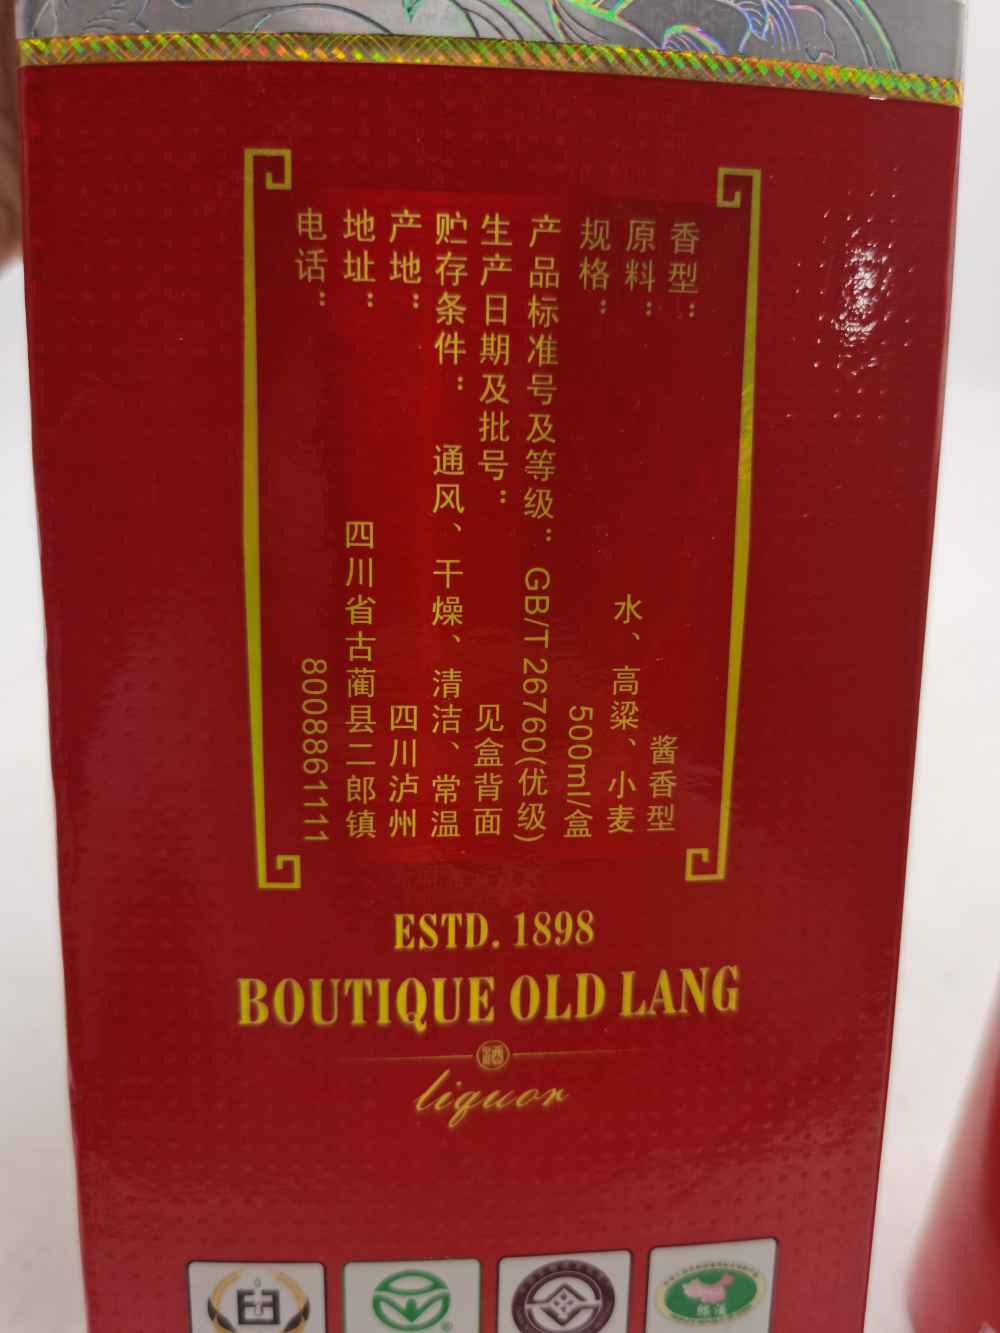 香型：酱香型
原料：水、高粱、小麦
规格：500ml/盒
产品标准号及等级：GB/T 26760(优级)
生产日期及批号：见盒背面
贮存条件：通风、干燥、清洁、常温
产地：四川泸州
地址：四川省古蔺县二郎镇
电话：8008861111
ESTD. 1898
BOUTIQUE OLD LANG
酒
liquor
郎酒